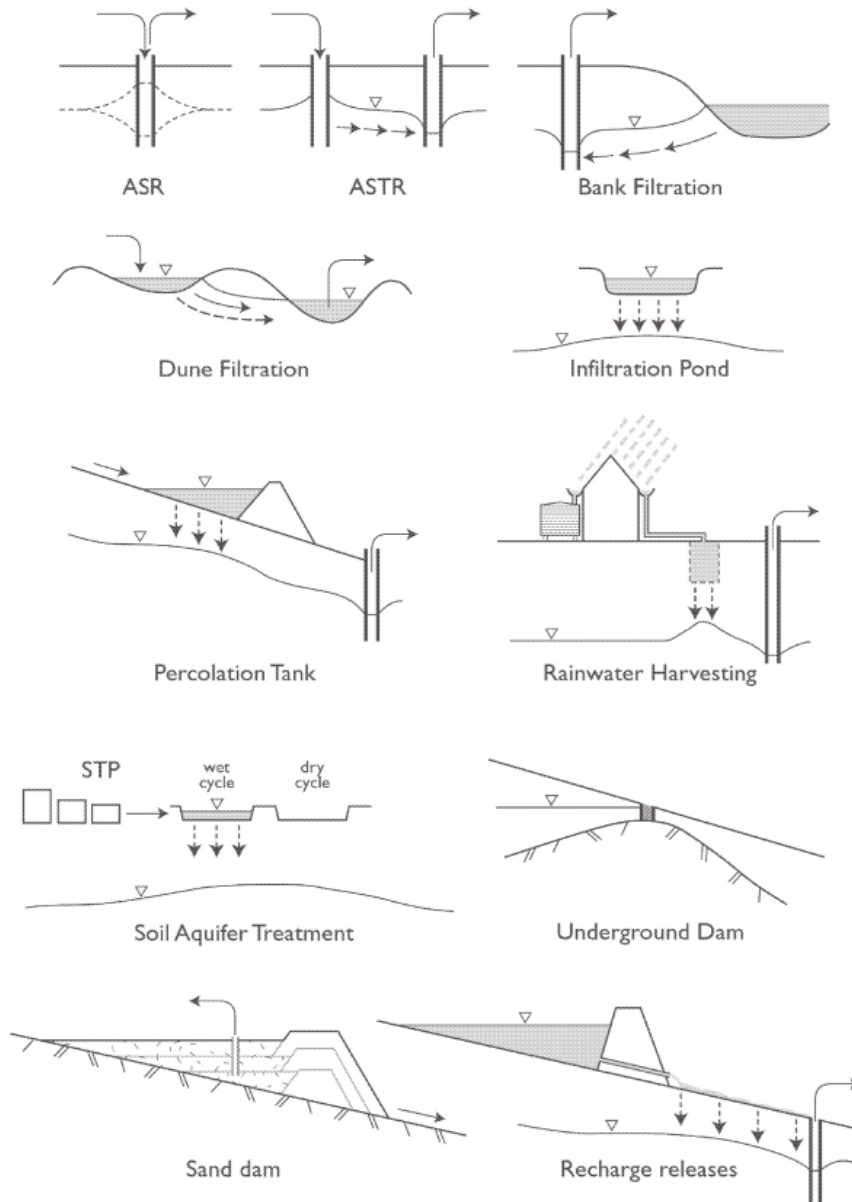 ASR
ASTR
Bank Filtration
Dune Filtration
Infiltration Pond
Percolation Tank
Rainwater Harvesting
STP
wet
cycle
dry
cycle
Soil Aquifer Treatment
Underground Dam
Sand dam
Recharge releases